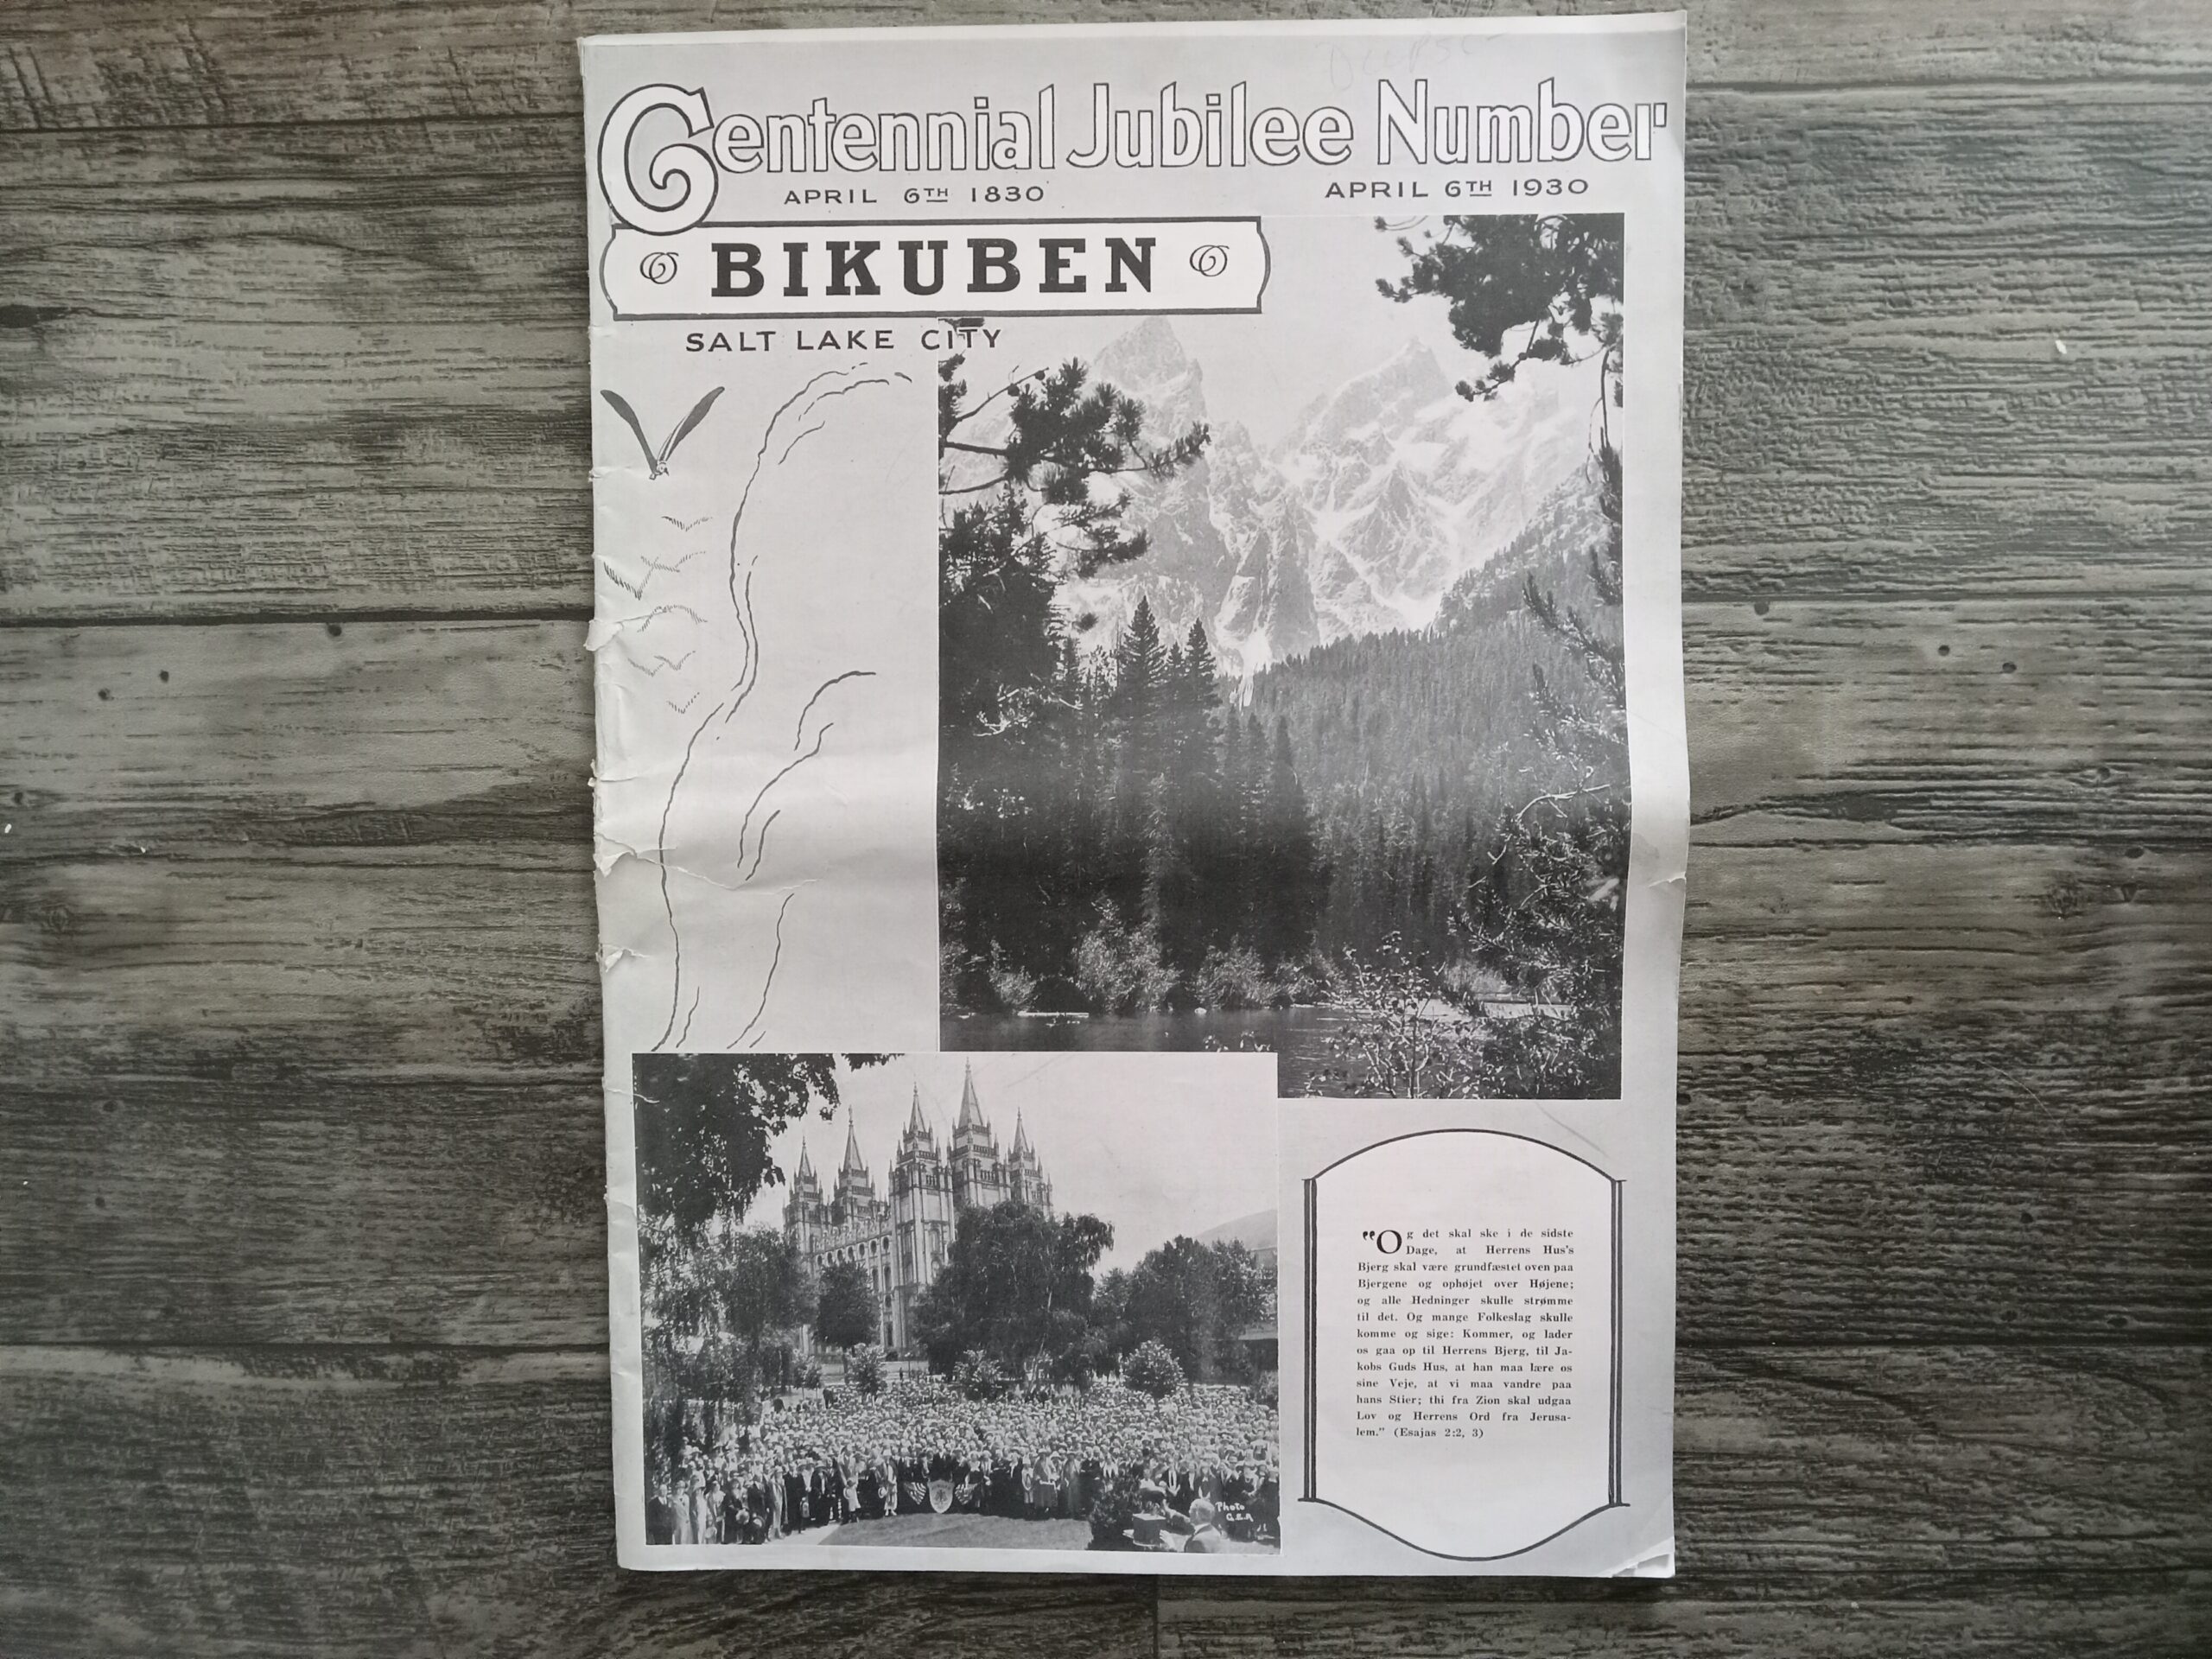 Centennial Jubilee Number
APRIL 6TH 1830 APRIL 6TH 1930
BIKUBEN
SALT LAKE CITY
"Og det skal ske i de sidste
Dage, at Herrens Hus's
Bjerg skal være grundfæstet oven paa
Bjergene og ophøjet over Højene;
og alle Hedninger skulle strømme
til det. Og mange Folkeslag skulle
komme og sige: Kommer, og lader
os gaa op til Herrens Bjerg, til Ja-
kobs Guds Hus, at han maa lære os
sine Veje, at vi maa vandre paa
hans Stier; thi fra Zion skal udgaa
Lov og Herrens Ord fra Jerusa-
lem." (Esajas 2:2, 3)
Photo